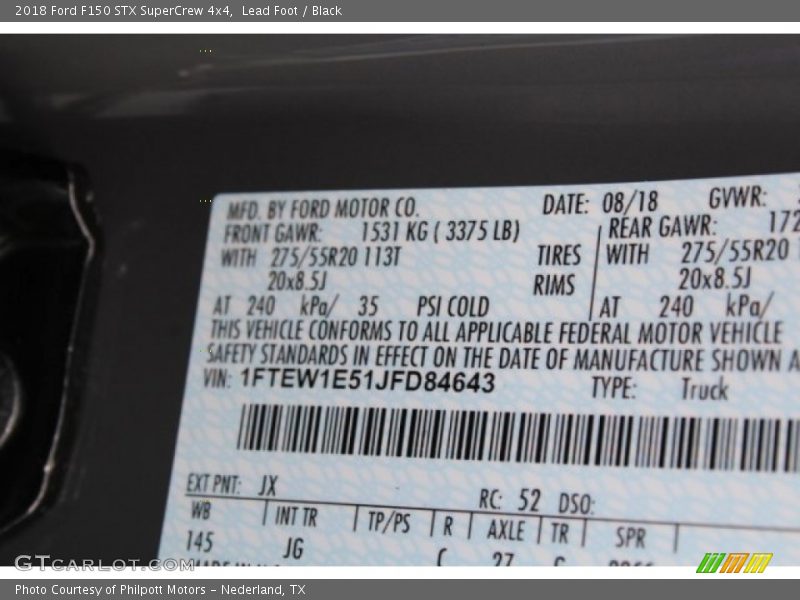 2018 Ford F150 STX SuperCrew 4x4, Lead Foot / Black
MFD. BY FORD MOTOR CO. DATE: 08/18 GVWR:
FRONT GAWR: 1531 KG ( 3375 LB) REAR GAWR: 172
WITH 275/55R20 113T TIRES WITH 275/55R20
20x8.5J RIMS 20x8.5J
AT 240 kPa/ 35 PSI COLD AT 240 kPa/
THIS VEHICLE CONFORMS TO ALL APPLICABLE FEDERAL MOTOR VEHICLE
SAFETY STANDARDS IN EFFECT ON THE DATE OF MANUFACTURE SHOWN A
VIN: 1FTEW1E51JFD84643 TYPE: Truck
EXT PNT: JX RC: 52 DSO:
WB INT TR TP/PS R AXLE TR SPR
145 JG C 27
GTCarLot.com
Photo Courtesy of Philpott Motors - Nederland, TX